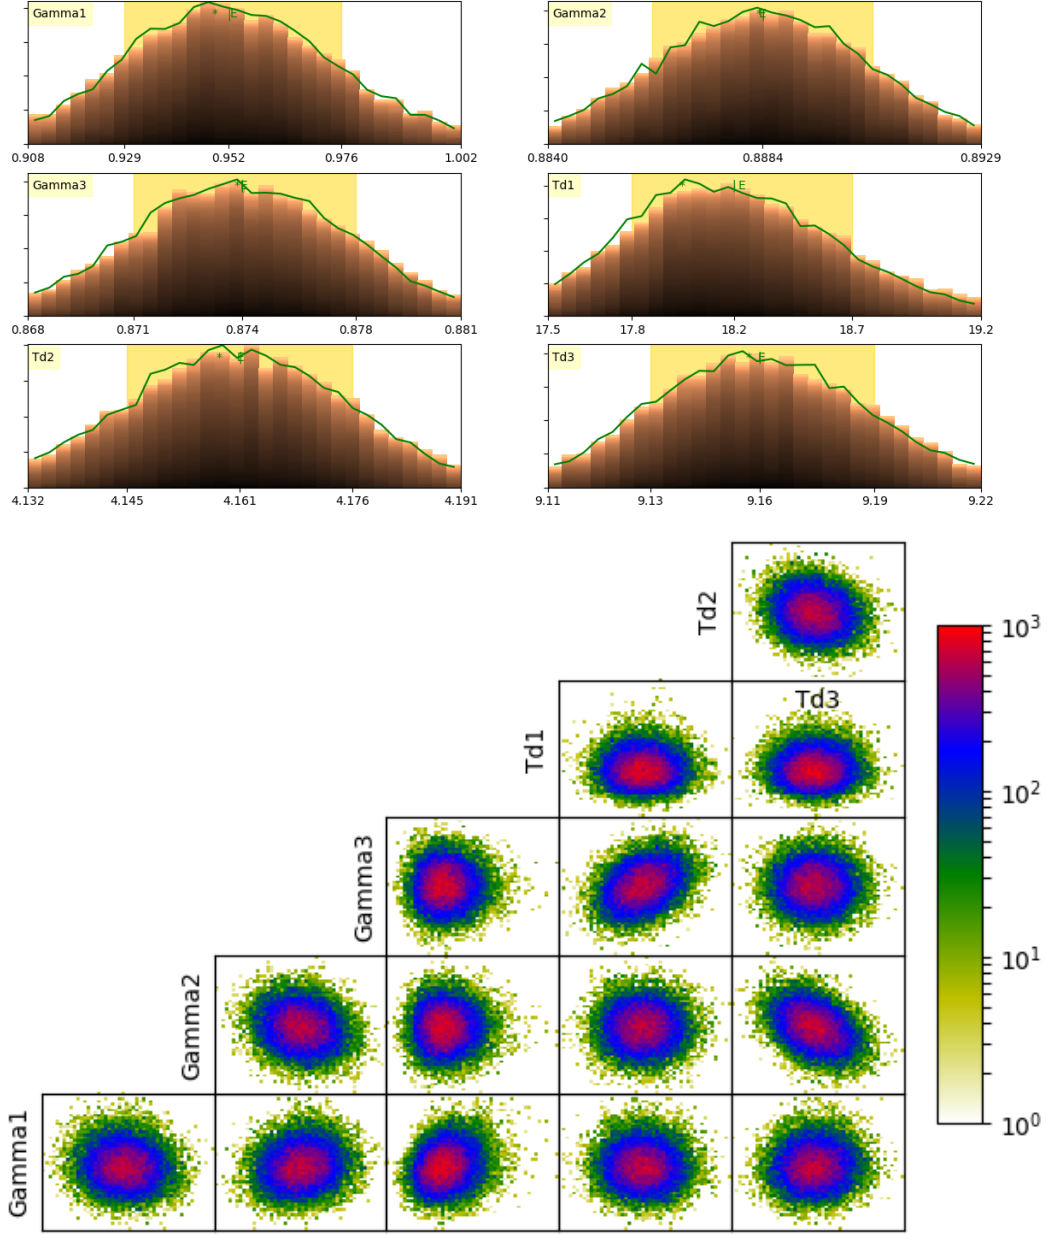 Gamma1
* |E
0.908 0.929 0.952 0.976 1.002
Gamma2
* E
0.8840 0.8884 0.8929
Gamma3
* E
0.868 0.871 0.874 0.878 0.881
Td1
* |E
17.5 17.8 18.2 18.7 19.2
Td2
* E
4.132 4.145 4.161 4.176 4.191
Td3
* E
9.11 9.13 9.16 9.19 9.22
Td2
Td3
Td1
Gamma3
Gamma2
Gamma1
10³
10²
10¹
10⁰